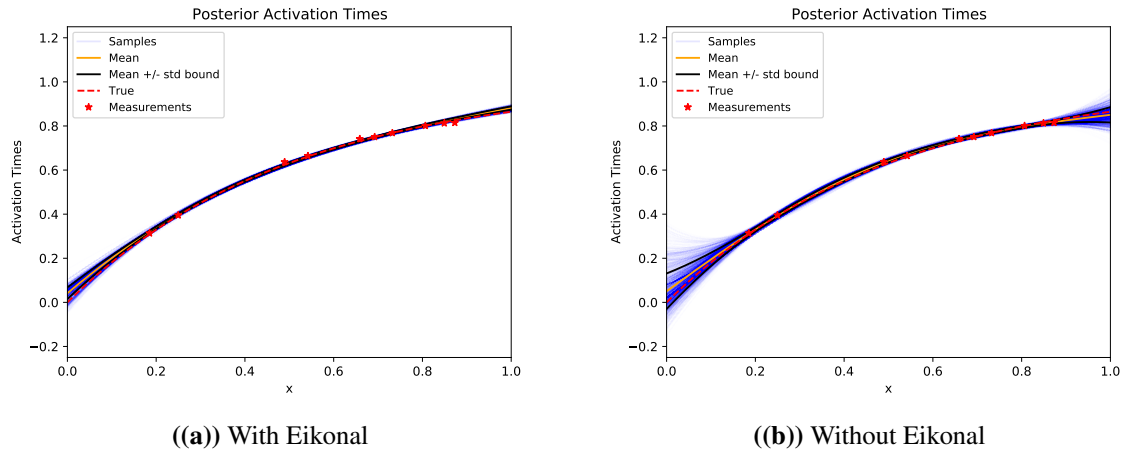 Posterior Activation Times
1.2
1.0
0.8
0.6
0.4
0.2
0.0
−0.2
Activation Times
Samples
Mean
Mean +/- std bound
True
Measurements
0.0 0.2 0.4 0.6 0.8 1.0
x
((a)) With Eikonal
Posterior Activation Times
1.2
1.0
0.8
0.6
0.4
0.2
0.0
−0.2
Activation Times
Samples
Mean
Mean +/- std bound
True
Measurements
0.0 0.2 0.4 0.6 0.8 1.0
x
((b)) Without Eikonal